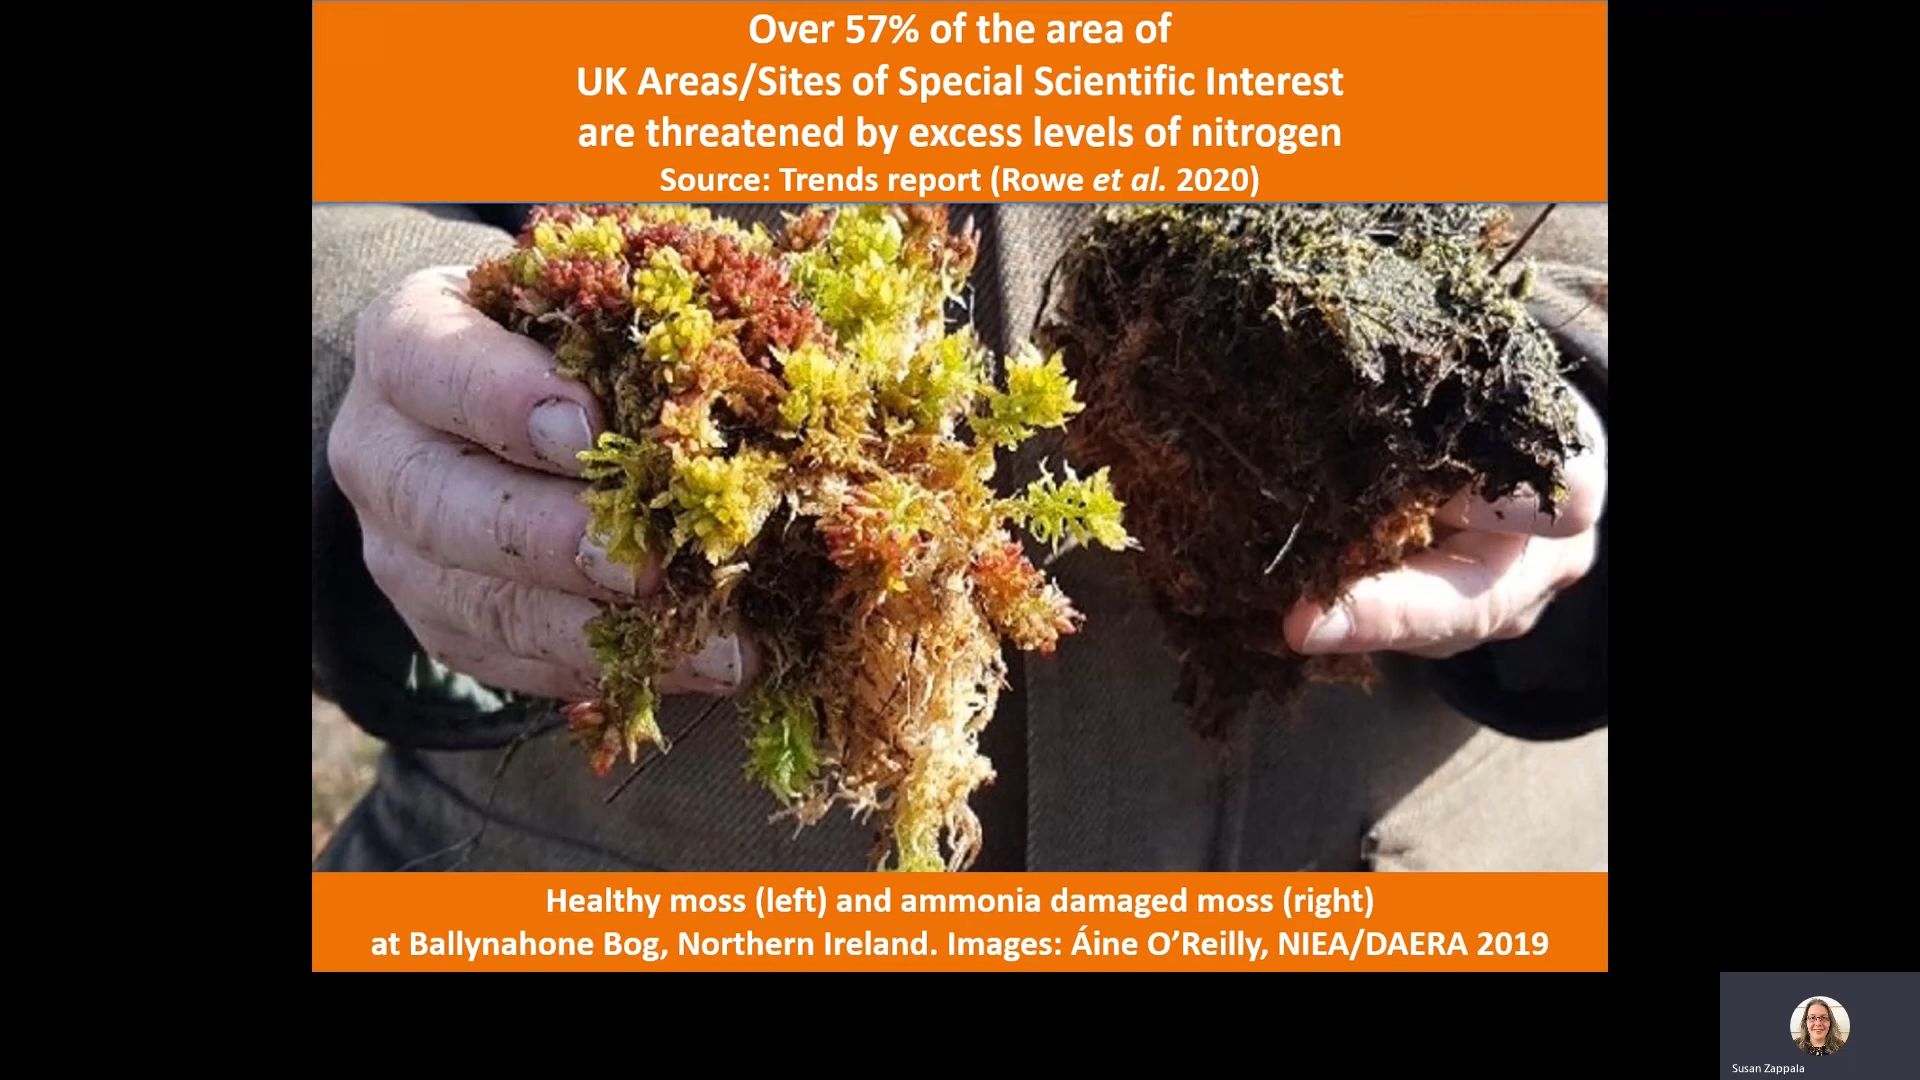 Over 57% of the area of
UK Areas/Sites of Special Scientific Interest
are threatened by excess levels of nitrogen
Source: Trends report (Rowe et al. 2020)
Healthy moss (left) and ammonia damaged moss (right)
at Ballynahone Bog, Northern Ireland. Images: Áine O’Reilly, NIEA/DAERA 2019
Susan Zappala